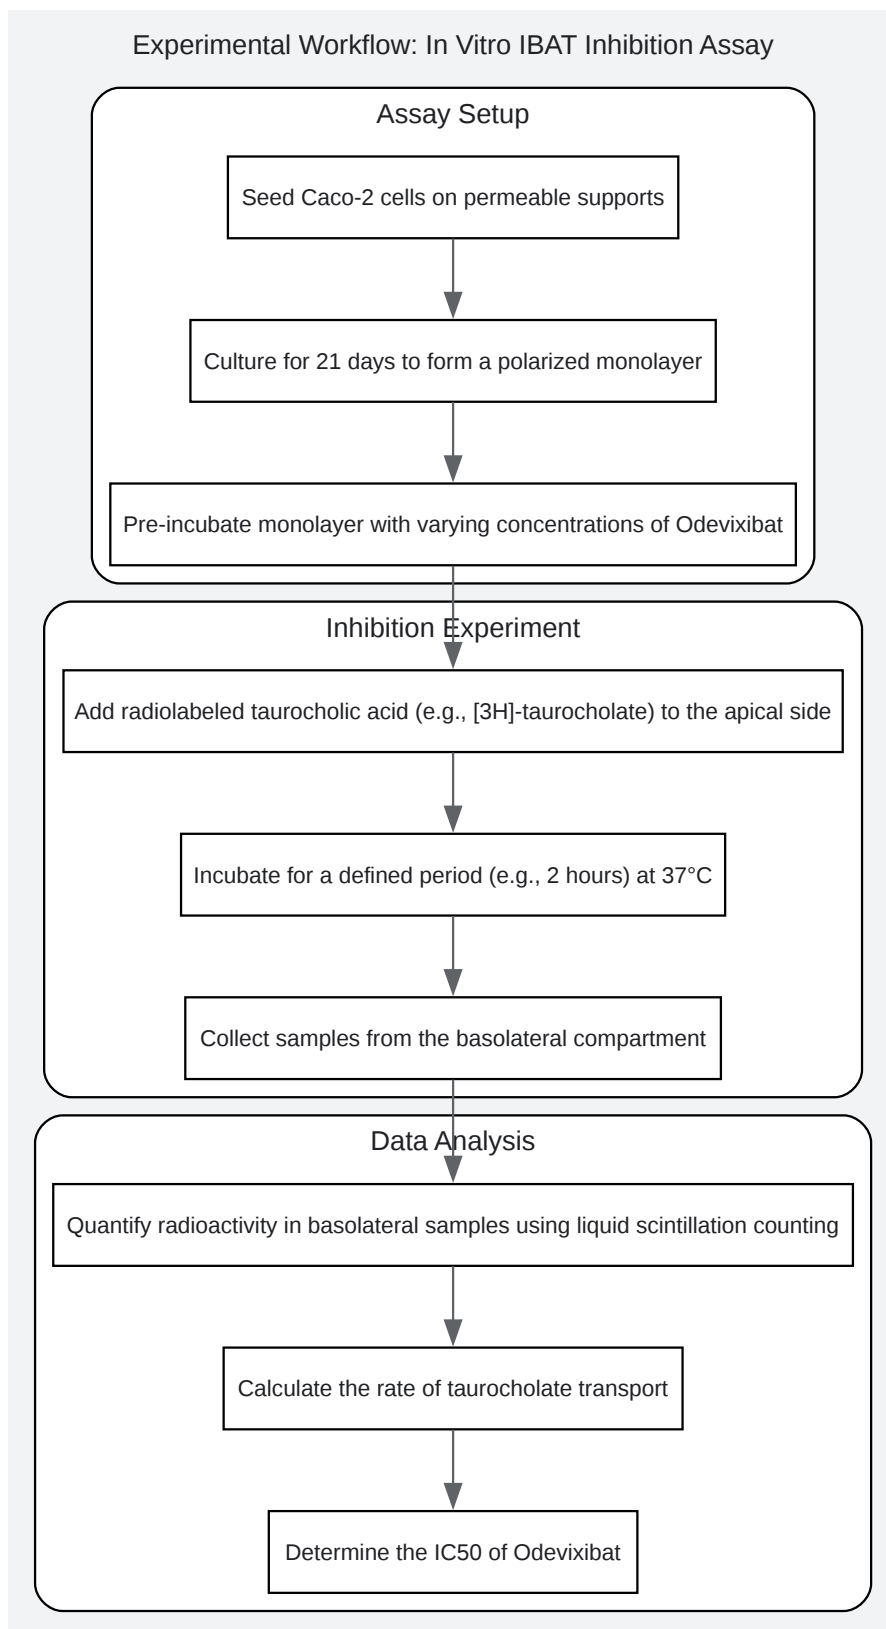 Experimental Workflow: In Vitro IBAT Inhibition Assay
Assay Setup
Seed Caco-2 cells on permeable supports
Culture for 21 days to form a polarized monolayer
Pre-incubate monolayer with varying concentrations of Odevixibat
Inhibition Experiment
Add radiolabeled taurocholic acid (e.g., [3H]-taurocholate) to the apical side
Incubate for a defined period (e.g., 2 hours) at 37°C
Collect samples from the basolateral compartment
Data Analysis
Quantify radioactivity in basolateral samples using liquid scintillation counting
Calculate the rate of taurocholate transport
Determine the IC50 of Odevixibat